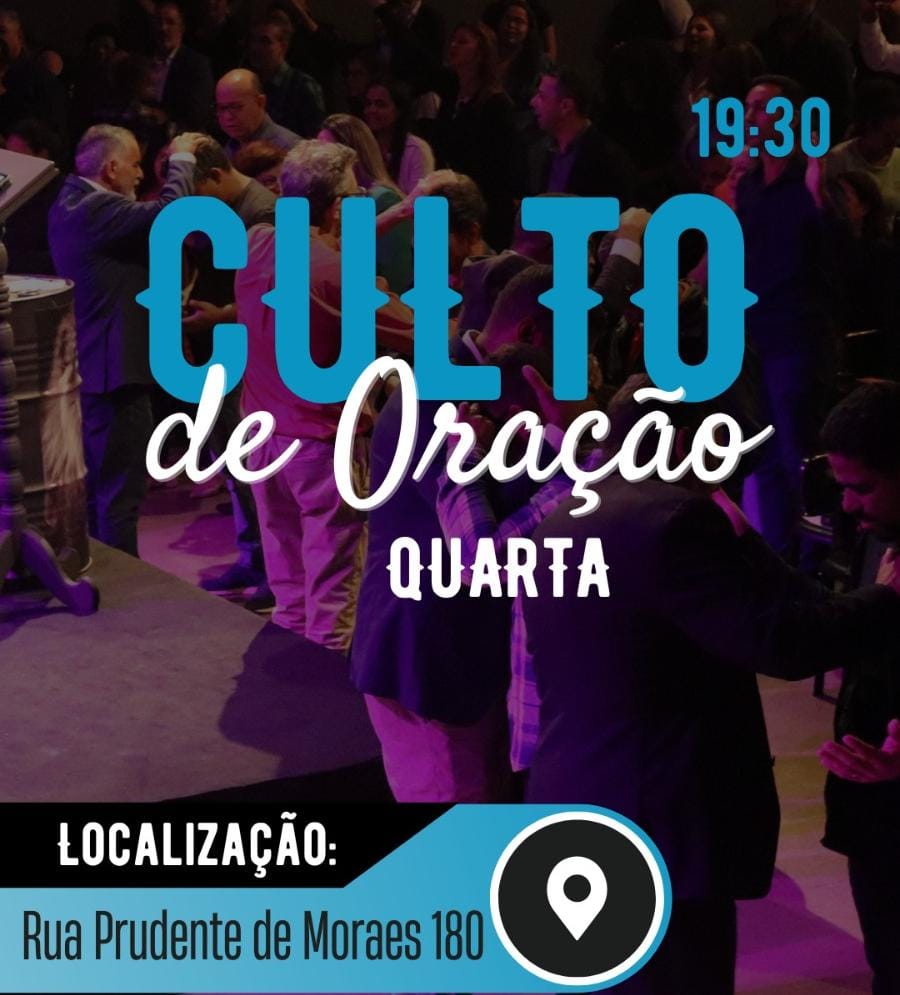 19:30
CULTO
de Oração
QUARTA
LOCALIZAÇÃO:
Rua Prudente de Moraes 180